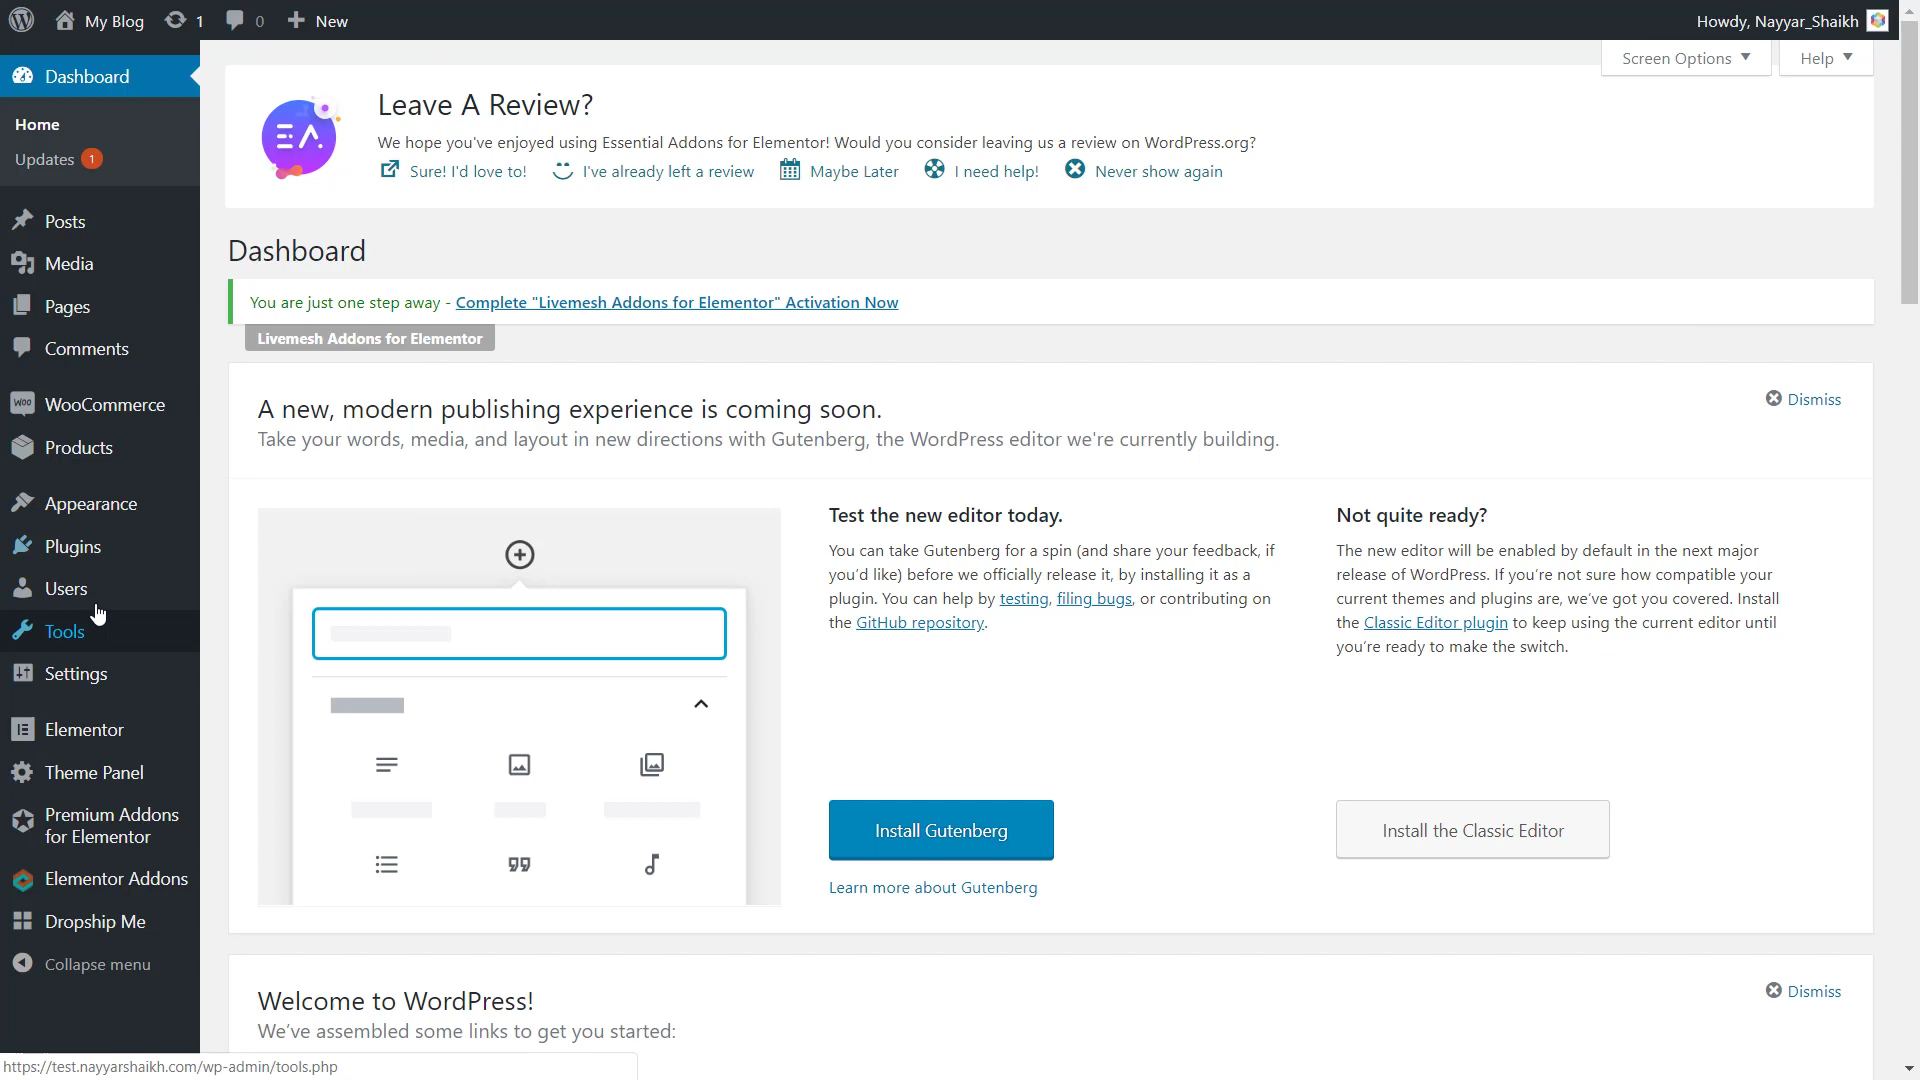 My Blog 1 0 New
Howdy, Nayyar_Shaikh
Screen Options Help
Dashboard
Home
Updates 1
Posts
Media
Pages
Comments
WooCommerce
Products
Appearance
Plugins
Users
Tools
Settings
Elementor
Theme Panel
Premium Addons
for Elementor
Elementor Addons
Dropship Me
Collapse menu
Leave A Review?
We hope you've enjoyed using Essential Addons for Elementor! Would you consider leaving us a review on WordPress.org?
Sure! I'd love to! I've already left a review Maybe Later I need help! Never show again
Dashboard
You are just one step away - Complete "Livemesh Addons for Elementor" Activation Now
Livemesh Addons for Elementor
A new, modern publishing experience is coming soon.
Dismiss
Take your words, media, and layout in new directions with Gutenberg, the WordPress editor we're currently building.
Test the new editor today.
You can take Gutenberg for a spin (and share your feedback, if
you'd like) before we officially release it, by installing it as a
plugin. You can help by testing, filing bugs, or contributing on
the GitHub repository.
Install Gutenberg
Learn more about Gutenberg
Not quite ready?
The new editor will be enabled by default in the next major
release of WordPress. If you're not sure how compatible your
current themes and plugins are, we've got you covered. Install
the Classic Editor plugin to keep using the current editor until
you're ready to make the switch.
Install the Classic Editor
Welcome to WordPress!
Dismiss
We've assembled some links to get you started:
https://test.nayyarshaikh.com/wp-admin/tools.php